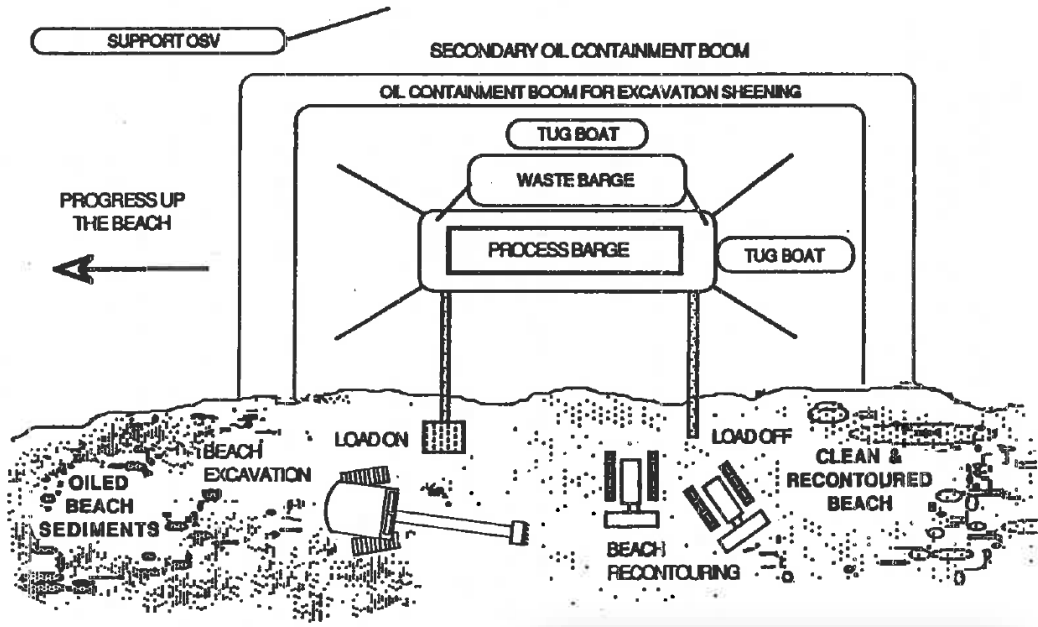 SUPPORT OSV
SECONDARY OIL CONTAINMENT BOOM
OIL CONTAINMENT BOOM FOR EXCAVATION SHEENING
TUG BOAT
WASTE BARGE
PROGRESS UP
THE BEACH
PROCESS BARGE
TUG BOAT
LOAD ON
LOAD OFF
BEACH
EXCAVATION
CLEAN &
RECONTOURED
BEACH
OILED
BEACH
SEDIMENTS
BEACH
RECONTOURING